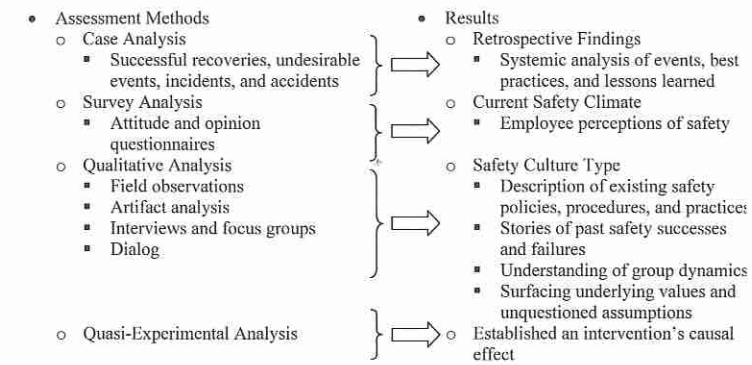 • Assessment Methods
o Case Analysis
▪ Successful recoveries, undesirable
events, incidents, and accidents
o Survey Analysis
▪ Attitude and opinion
questionnaires
o Qualitative Analysis
▪ Field observations
▪ Artifact analysis
▪ Interviews and focus groups
▪ Dialog
o Quasi-Experimental Analysis
• Results
o Retrospective Findings
▪ Systemic analysis of events, best
practices, and lessons learned
o Current Safety Climate
▪ Employee perceptions of safety
o Safety Culture Type
▪ Description of existing safety
policies, procedures, and practices
▪ Stories of past safety successes
and failures
▪ Understanding of group dynamics
▪ Surfacing underlying values and
unquestioned assumptions
o Established an intervention's causal
effect